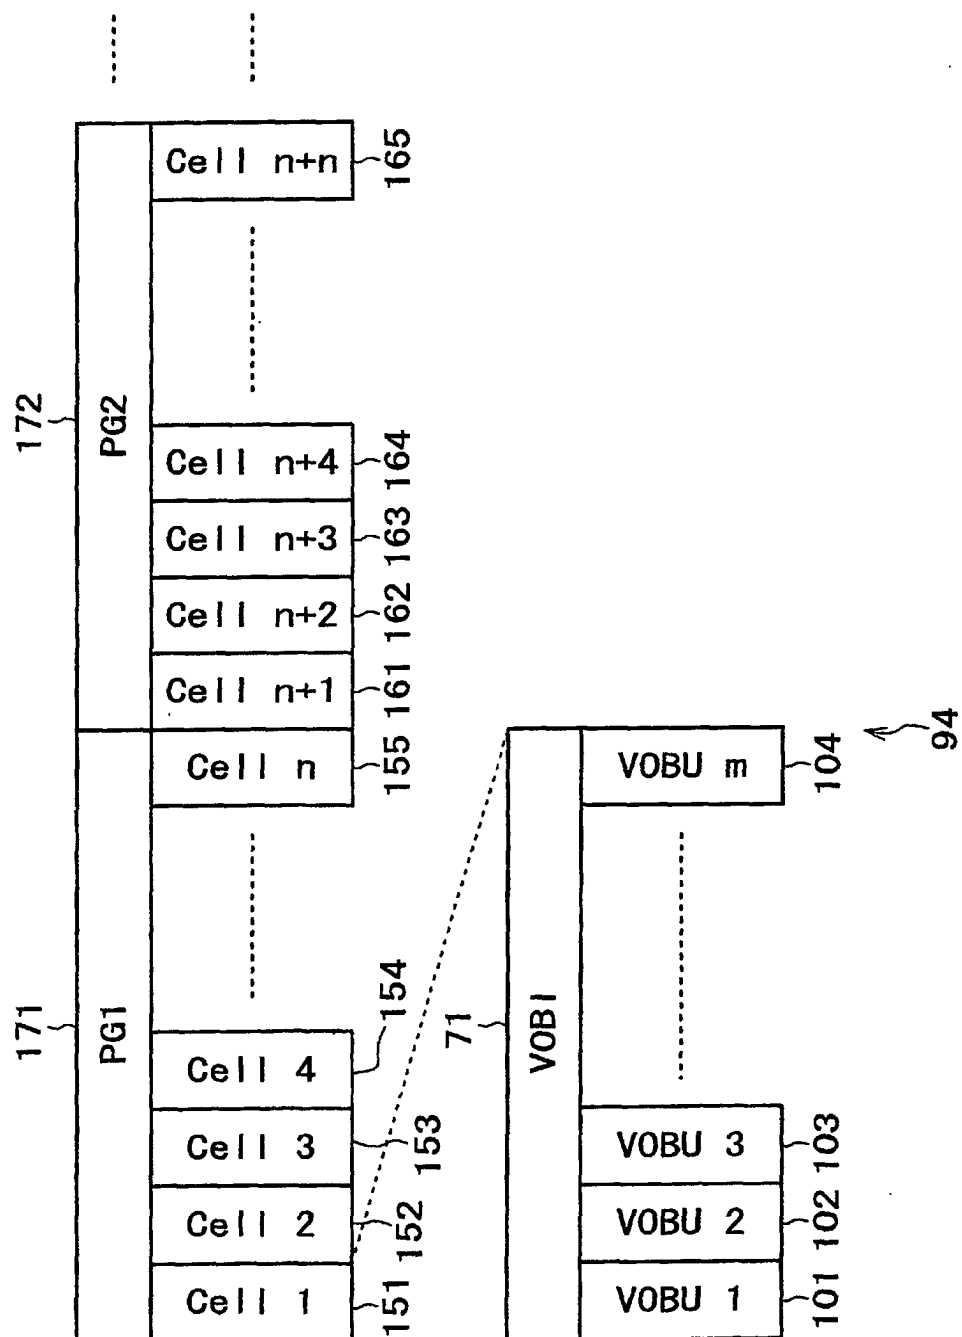 172
PG2
Cell n+n
165
Cell n+4
164
Cell n+3
163
Cell n+2
162
Cell n+1
161
171
PG1
Cell n
155
Cell 4
154
Cell 3
153
Cell 2
152
Cell 1
151
71
VOBI
VOBU m
104
VOBU 3
103
VOBU 2
102
VOBU 1
101
94